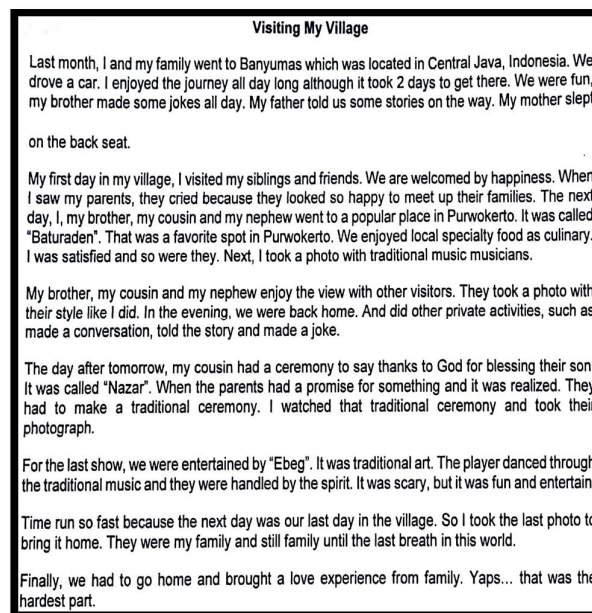 Visiting My Village
Last month, I and my family went to Banyumas which was located in Central Java, Indonesia. We
drove a car. I enjoyed the journey all day long although it took 2 days to get there. We were fun,
my brother made some jokes all day. My father told us some stories on the way. My mother slept
on the back seat.
My first day in my village, I visited my siblings and friends. We are welcomed by happiness. When
I saw my parents, they cried because they looked so happy to meet up their families. The next
day, I, my brother, my cousin and my nephew went to a popular place in Purwokerto. It was called
"Baturaden". That was a favorite spot in Purwokerto. We enjoyed local specialty food as culinary.
I was satisfied and so were they. Next, I took a photo with traditional music musicians.
My brother, my cousin and my nephew enjoy the view with other visitors. They took a photo with
their style like I did. In the evening, we were back home. And did other private activities, such as
made a conversation, told the story and made a joke.
The day after tomorrow, my cousin had a ceremony to say thanks to God for blessing their son
It was called "Nazar". When the parents had a promise for something and it was realized. They
had to make a traditional ceremony. I watched that traditional ceremony and took their
photograph.
For the last show, we were entertained by "Ebeg". It was traditional art. The player danced through
the traditional music and they were handled by the spirit. It was scary, but it was fun and entertain
Time run so fast because the next day was our last day in the village. So I took the last photo to
bring it home. They were my family and still family until the last breath in this world.
Finally, we had to go home and brought a love experience from family. Yaps... that was the
hardest part.